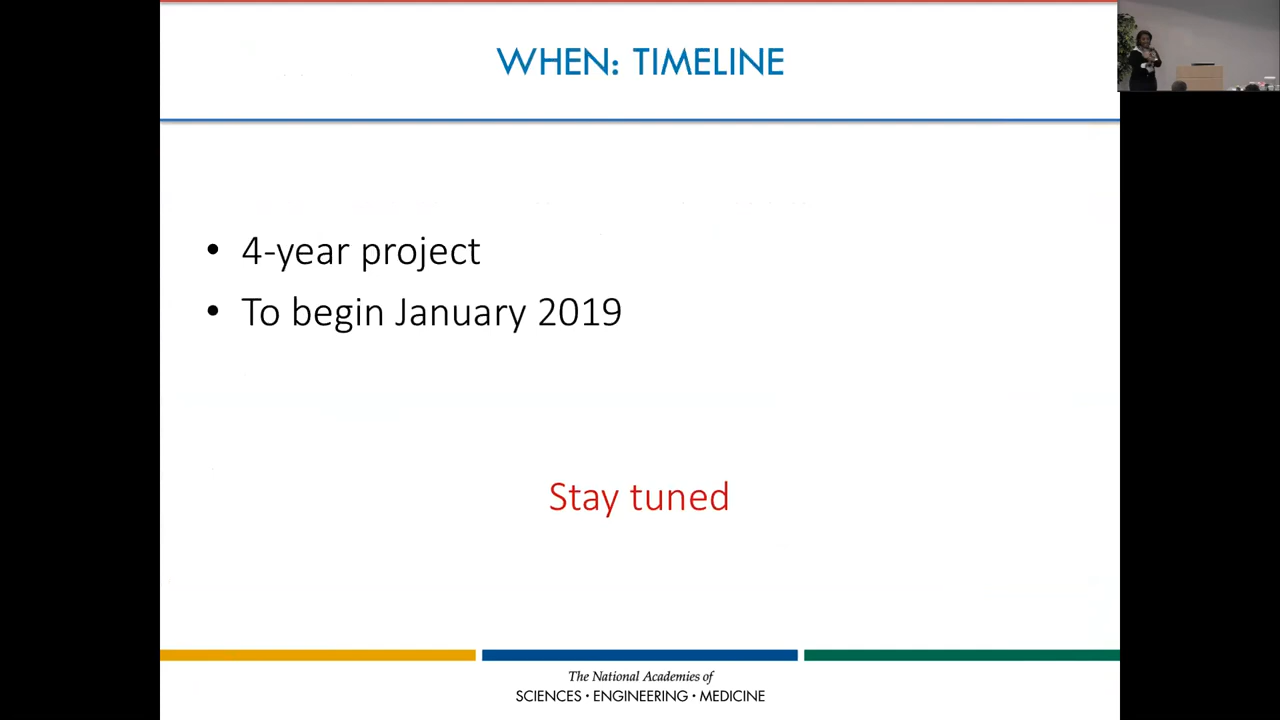 WHEN: TIMELINE
• 4-year project
• To begin January 2019
Stay tuned
The National Academies of
SCIENCES · ENGINEERING · MEDICINE